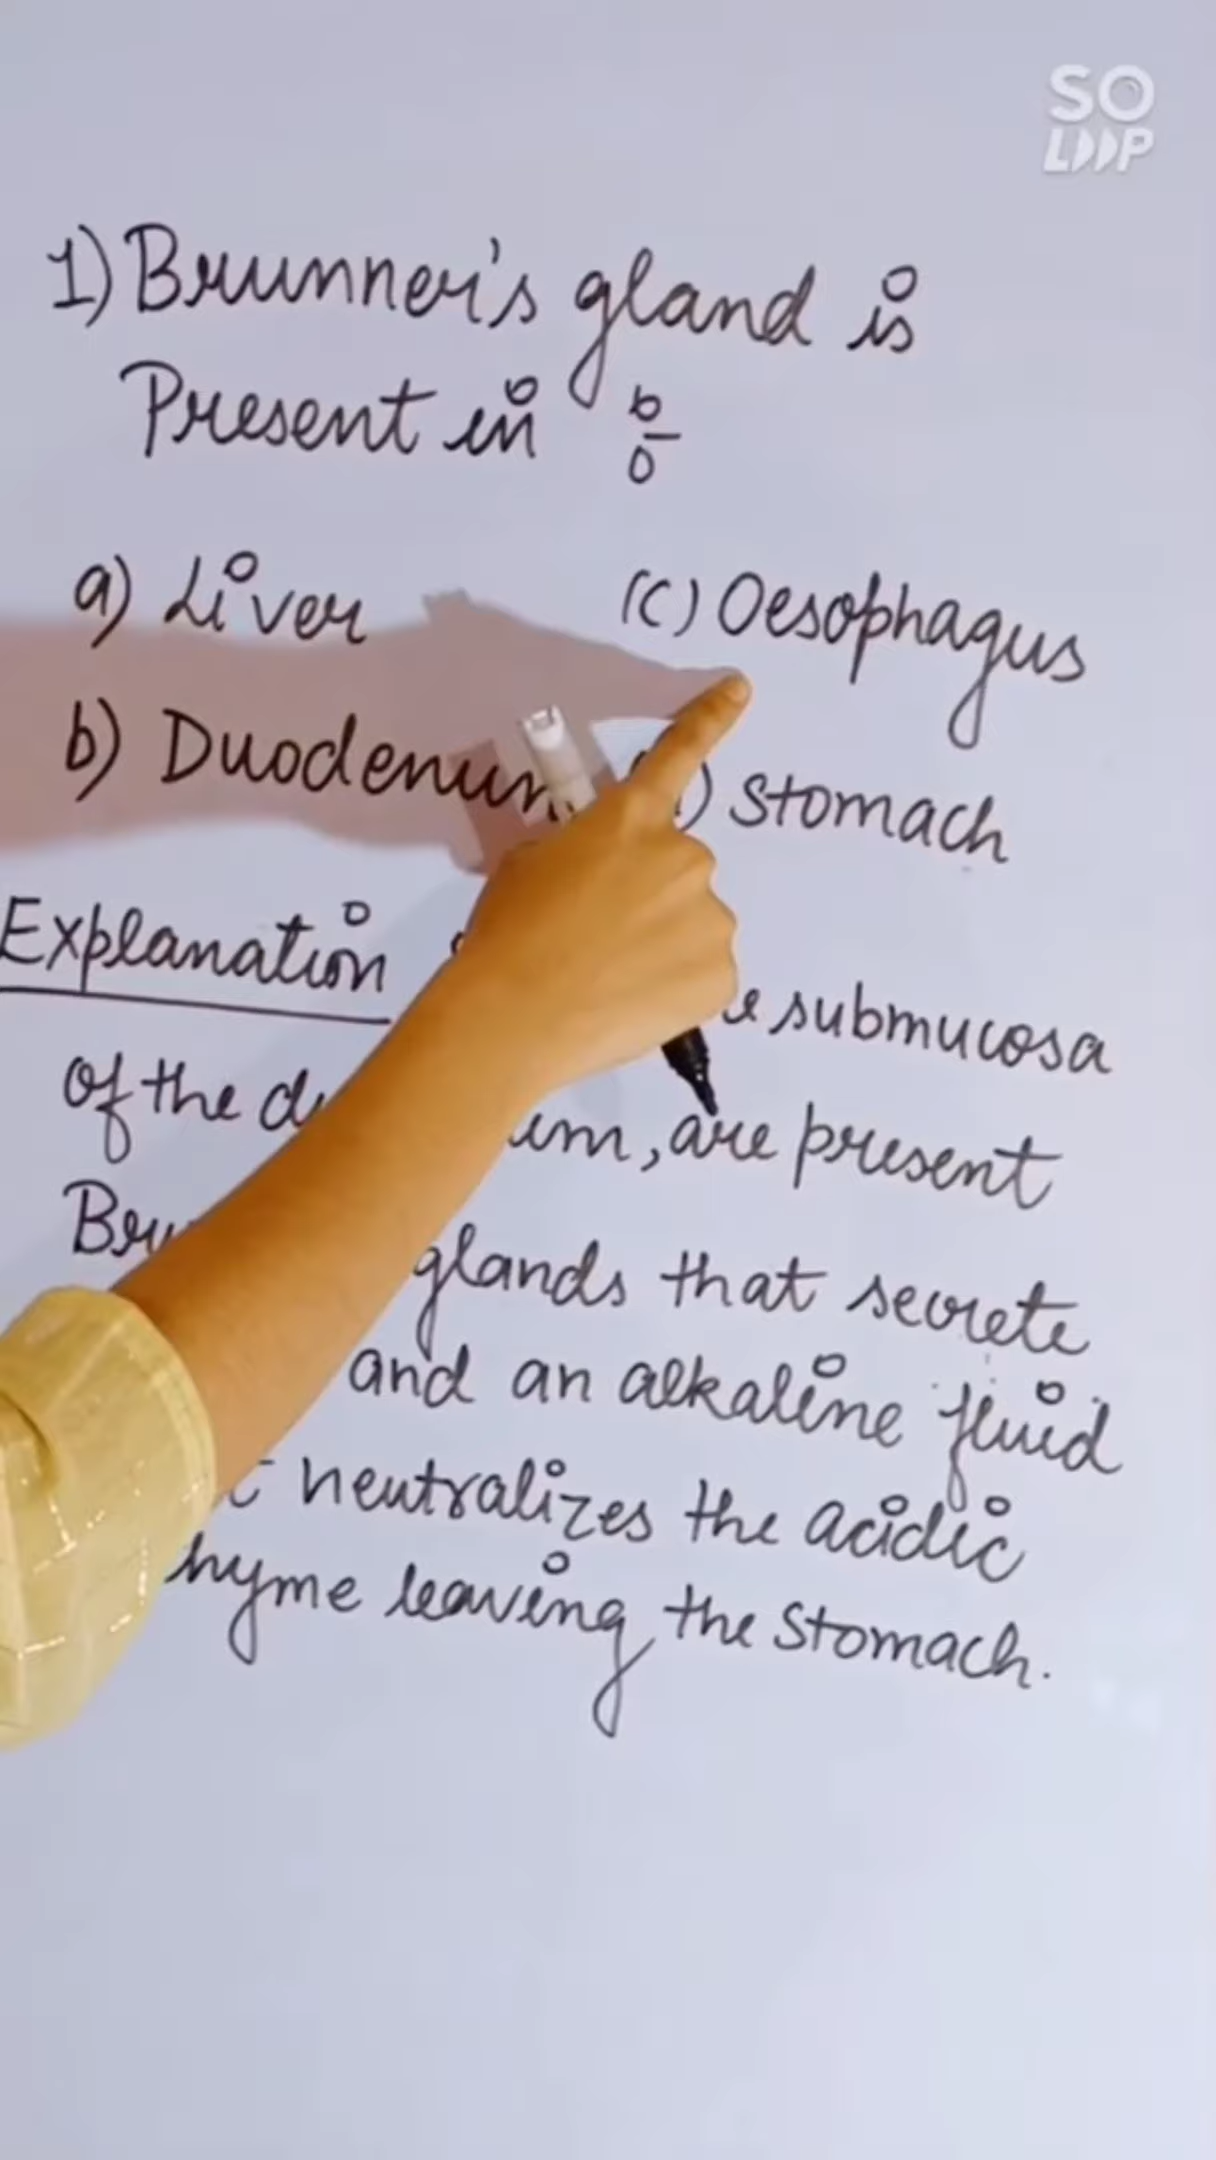 SO
LOOP
1) Brunner's gland is
Present in :-
a) Liver
(c) Oesophagus
b) Duodenum
) Stomach
Explanation
submucosa
of the um, are present
glands that secrete
and an alkaline fluid
neutralizes the acidic
hyme leaving the stomach.